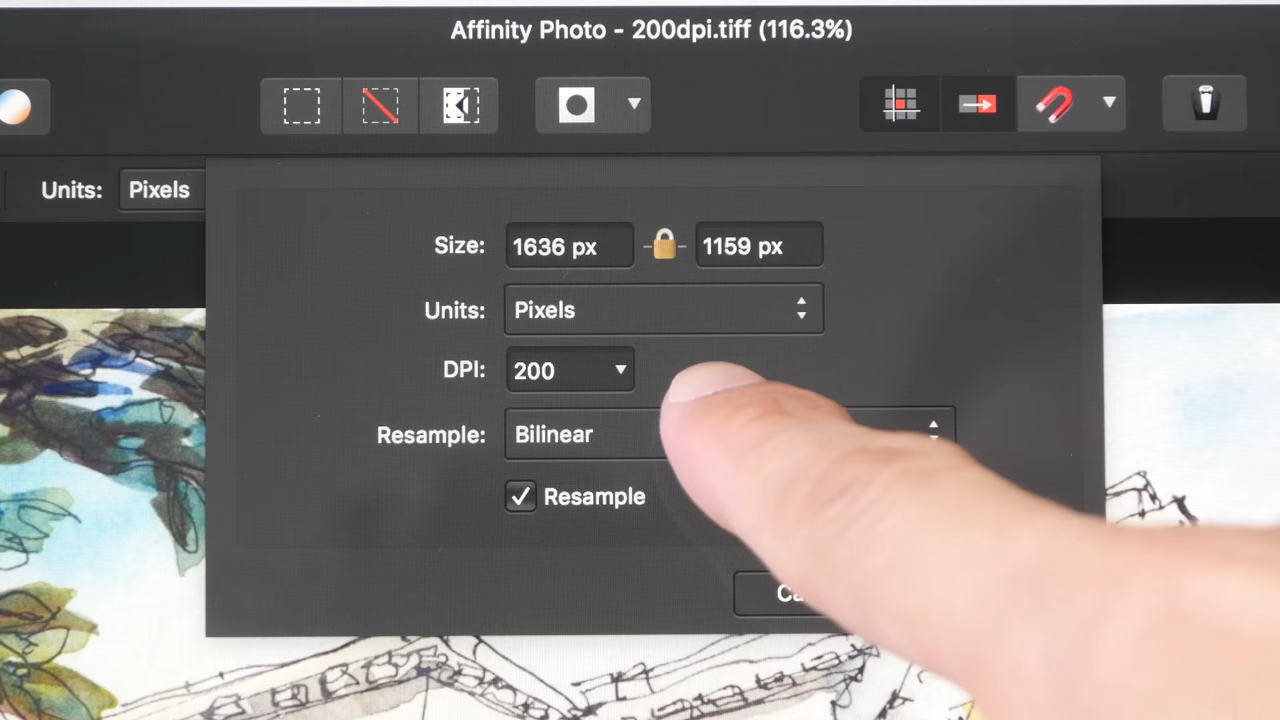 Affinity Photo - 200dpi.tiff (116.3%)
Units: Pixels
Size: 1636 px 1159 px
Units: Pixels
DPI: 200
Resample: Bilinear
Resample